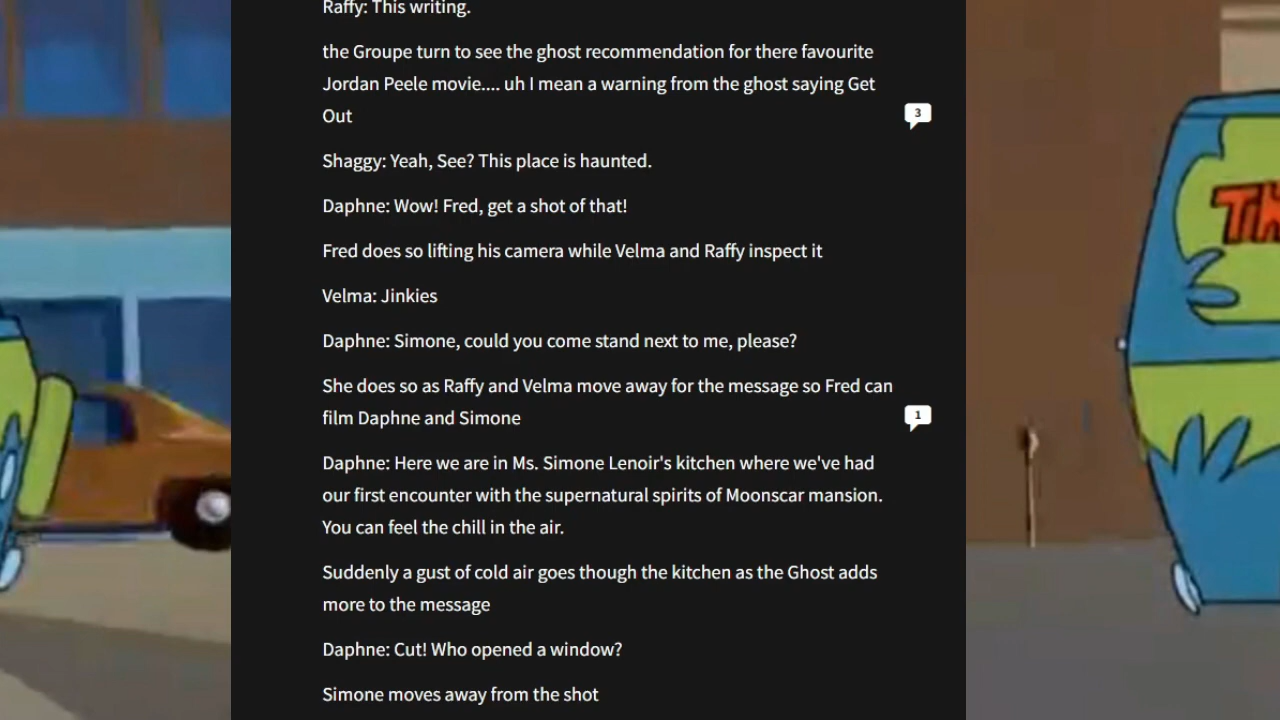 Raffy: This writing.
the Groupe turn to see the ghost recommendation for there favourite
Jordan Peele movie.... uh I mean a warning from the ghost saying Get
Out
3
Shaggy: Yeah, See? This place is haunted.
Daphne: Wow! Fred, get a shot of that!
Fred does so lifting his camera while Velma and Raffy inspect it
Velma: Jinkies
Daphne: Simone, could you come stand next to me, please?
She does so as Raffy and Velma move away for the message so Fred can
film Daphne and Simone
1
Daphne: Here we are in Ms. Simone Lenoir's kitchen where we've had
our first encounter with the supernatural spirits of Moonscar mansion.
You can feel the chill in the air.
Suddenly a gust of cold air goes though the kitchen as the Ghost adds
more to the message
Daphne: Cut! Who opened a window?
Simone moves away from the shot